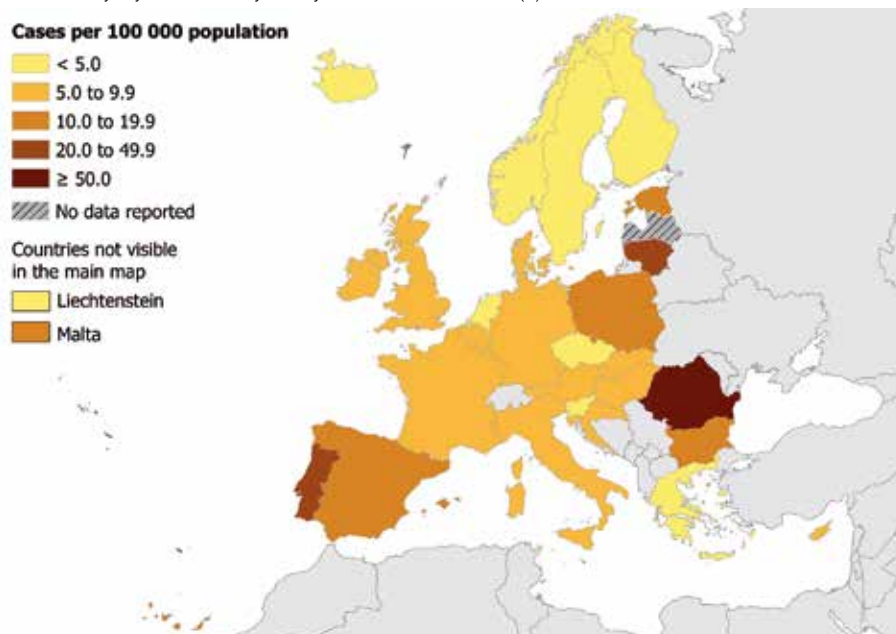 Cases per 100 000 population
< 5.0
5.0 to 9.9
10.0 to 19.9
20.0 to 49.9
≥ 50.0
No data reported
Countries not visible
in the main map
Liechtenstein
Malta